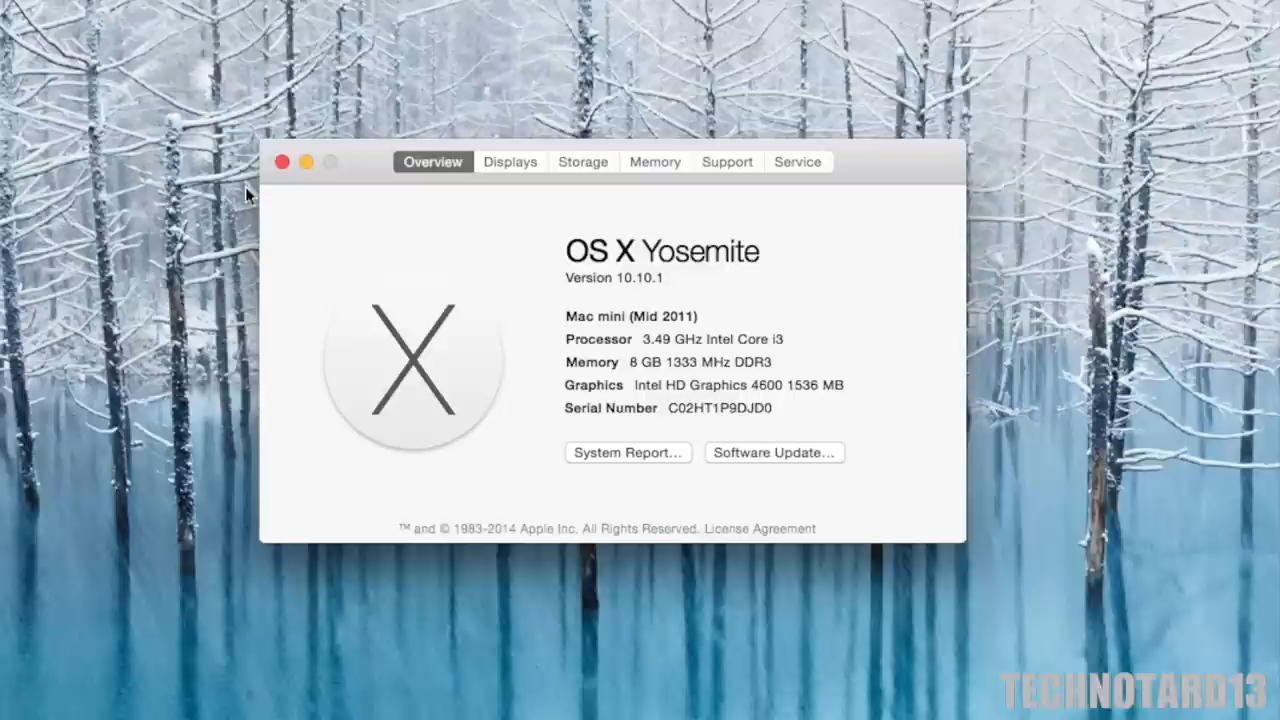 Overview Displays Storage Memory Support Service
OS X Yosemite
Version 10.10.1
Mac mini (Mid 2011)
Processor 3.49 GHz Intel Core i3
Memory 8 GB 1333 MHz DDR3
Graphics Intel HD Graphics 4600 1536 MB
Serial Number C02HT1P9DJD0
System Report... Software Update...
™ and © 1983-2014 Apple Inc. All Rights Reserved. License Agreement
TECHNOTARD13